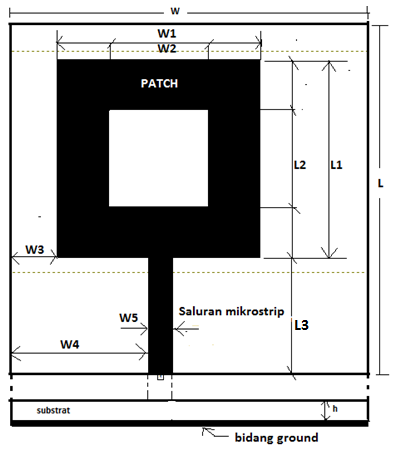 W
W1
W2
PATCH
L2
L1
L
W3
W5
Saluran mikrostrip
L3
W4
substrat
h
bidang ground